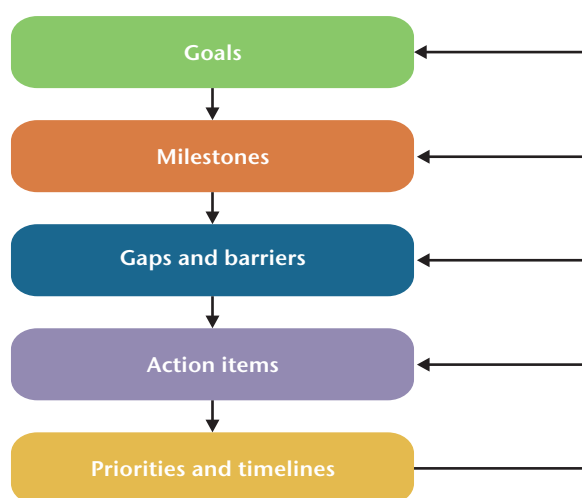 Goals
Milestones
Gaps and barriers
Action items
Priorities and timelines